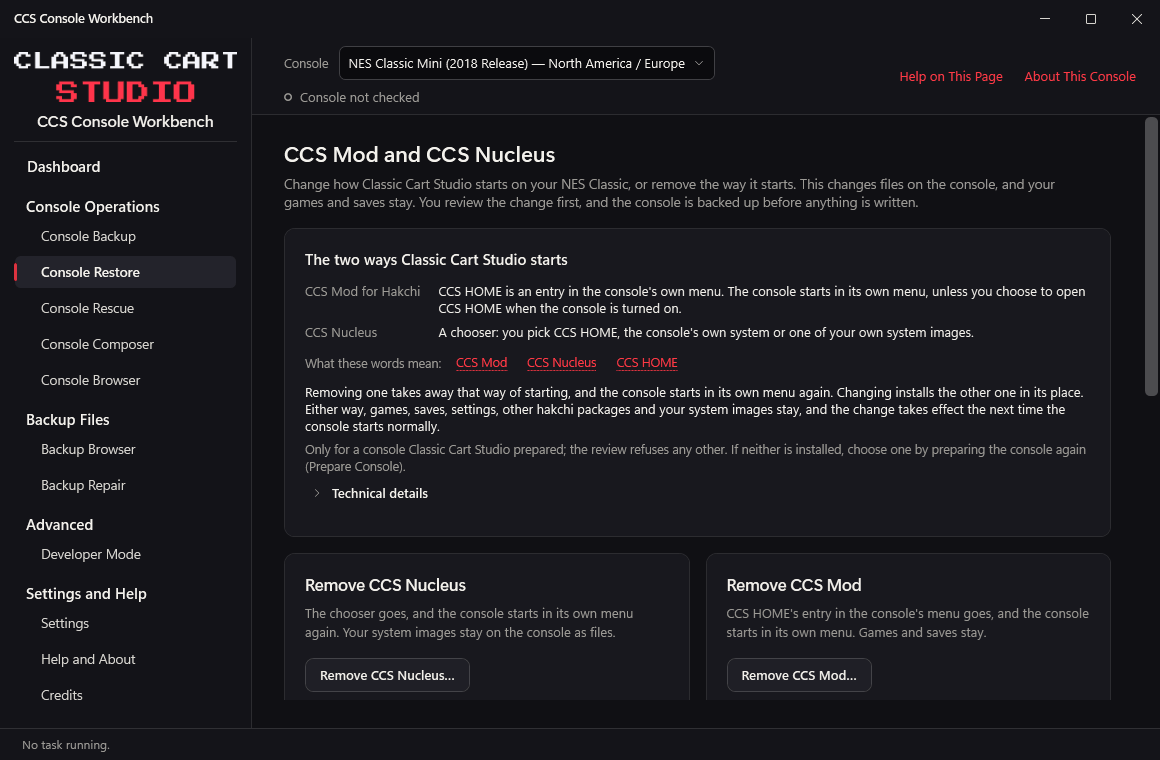 CCS Console Workbench
CLASSIC CART
STUDIO
CCS Console Workbench
Dashboard
Console Operations
Console Backup
Console Restore
Console Rescue
Console Composer
Console Browser
Backup Files
Backup Browser
Backup Repair
Advanced
Developer Mode
Settings and Help
Settings
Help and About
Credits
Console
NES Classic Mini (2018 Release) — North America / Europe
Console not checked
Help on This Page
About This Console
CCS Mod and CCS Nucleus
Change how Classic Cart Studio starts on your NES Classic, or remove the way it starts. This changes files on the console, and your
games and saves stay. You review the change first, and the console is backed up before anything is written.
The two ways Classic Cart Studio starts
CCS Mod for Hakchi
CCS HOME is an entry in the console's own menu. The console starts in its own menu, unless you choose to open
CCS HOME when the console is turned on.
CCS Nucleus
A chooser: you pick CCS HOME, the console's own system or one of your own system images.
What these words mean:
CCS Mod
CCS Nucleus
CCS HOME
Removing one takes away that way of starting, and the console starts in its own menu again. Changing installs the other one in its place.
Either way, games, saves, settings, other hakchi packages and your system images stay, and the change takes effect the next time the
console starts normally.
Only for a console Classic Cart Studio prepared; the review refuses any other. If neither is installed, choose one by preparing the console again
(Prepare Console).
Technical details
Remove CCS Nucleus
The chooser goes, and the console starts in its own menu
again. Your system images stay on the console as files.
Remove CCS Nucleus...
Remove CCS Mod
CCS HOME's entry in the console's menu goes, and the console
starts in its own menu. Games and saves stay.
Remove CCS Mod...
No task running.